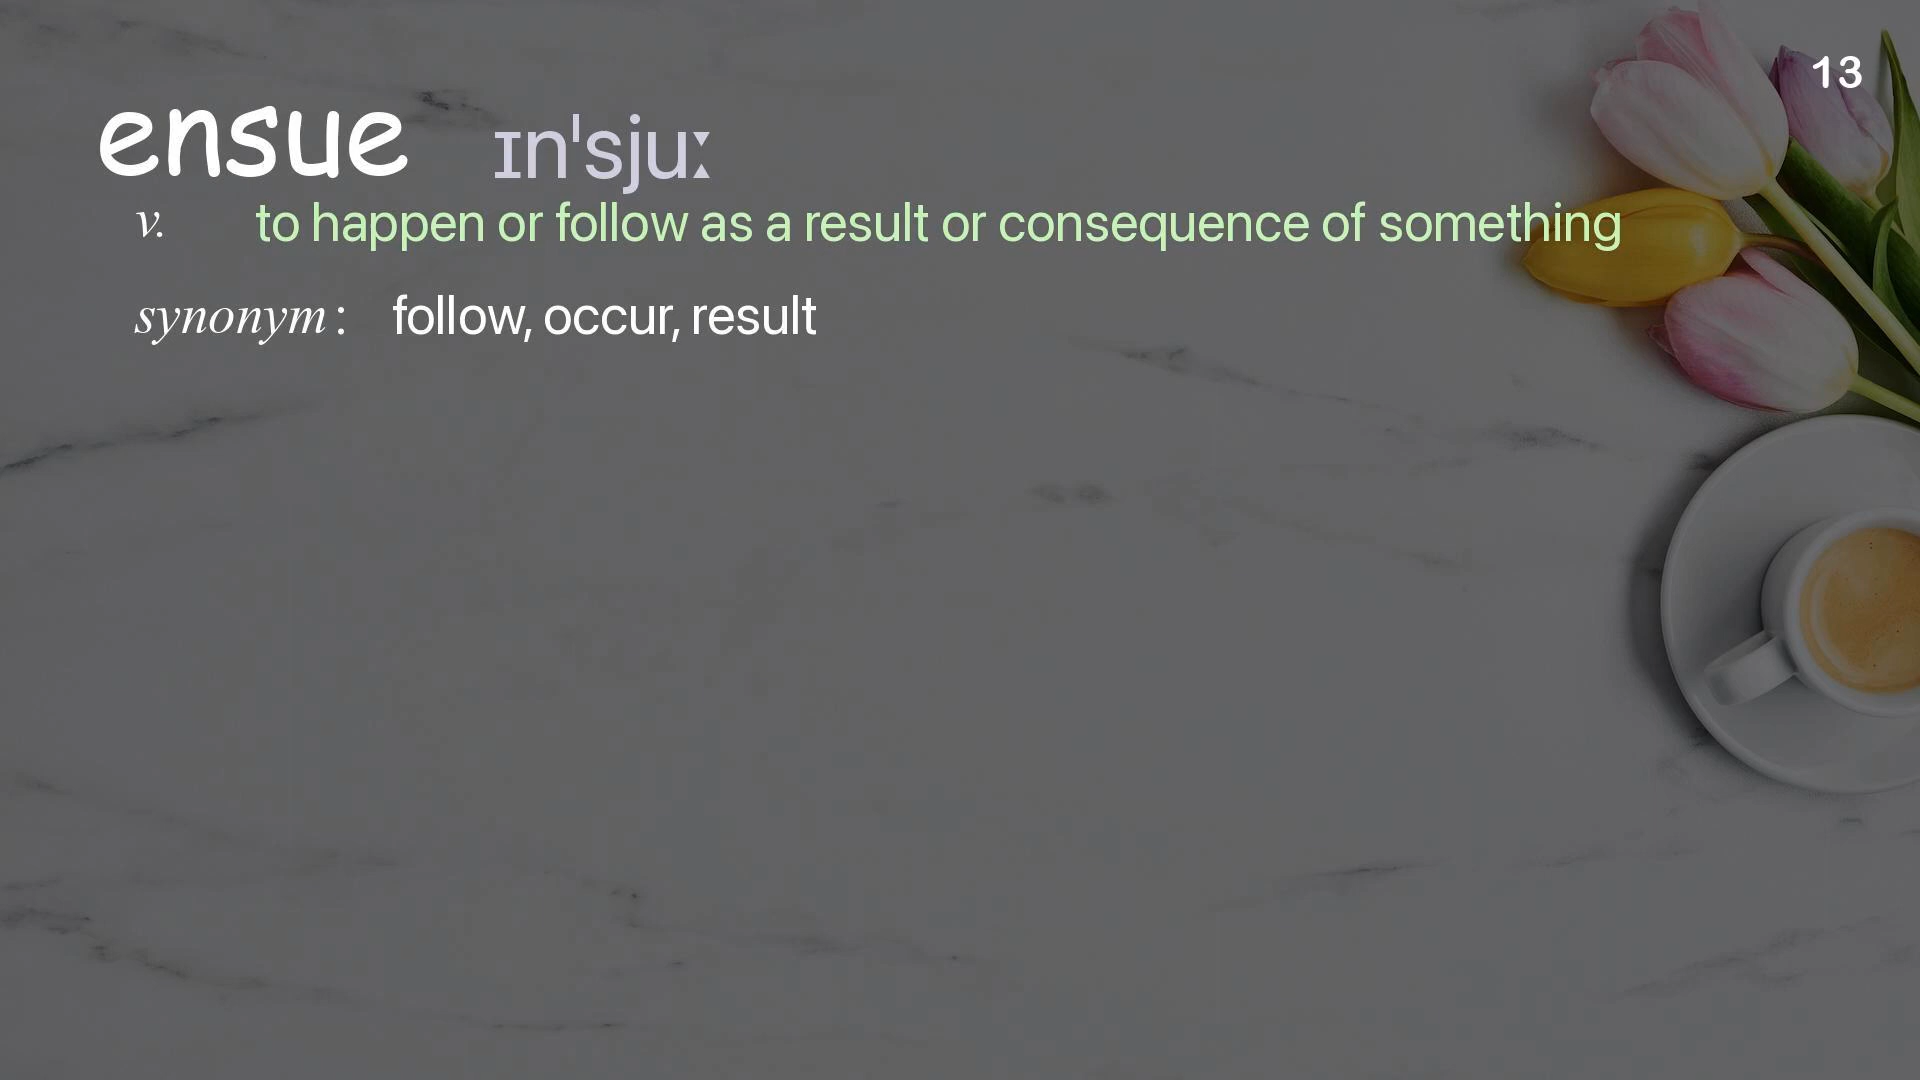 13
ensue ɪnˈsjuː
v. to happen or follow as a result or consequence of something
synonym : follow, occur, result